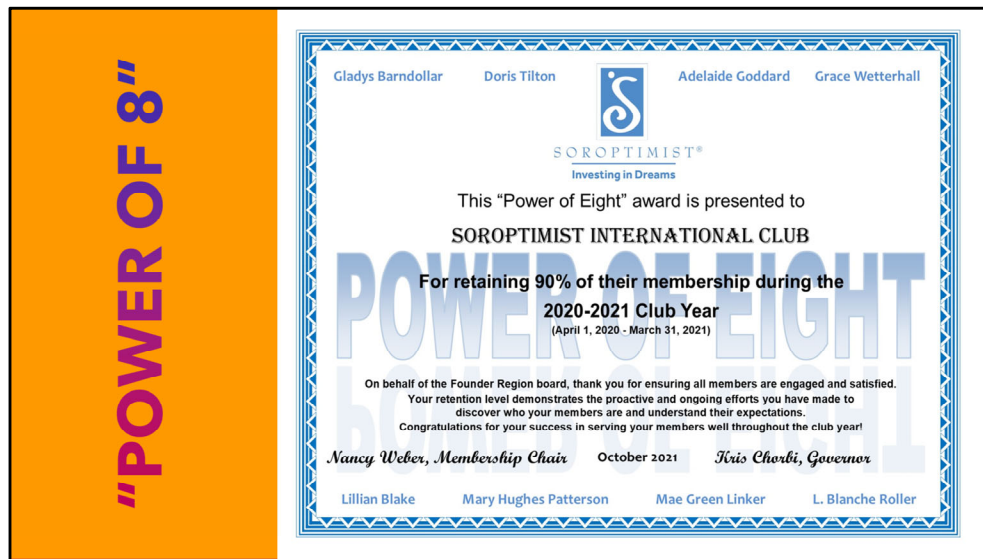 "POWER OF 8"
Gladys Barndollar Doris Tilton Adelaide Goddard Grace Wetterhall
SOROPTIMIST®
Investing in Dreams
This “Power of Eight” award is presented to
SOROPTIMIST INTERNATIONAL CLUB
POWER OF EIGHT
For retaining 90% of their membership during the
2020-2021 Club Year
(April 1, 2020 - March 31, 2021)
On behalf of the Founder Region board, thank you for ensuring all members are engaged and satisfied.
Your retention level demonstrates the proactive and ongoing efforts you have made to
discover who your members are and understand their expectations.
Congratulations for your success in serving your members well throughout the club year!
Nancy Weber, Membership Chair October 2021 Kris Chorbi, Governor
Lillian Blake Mary Hughes Patterson Mae Green Linker L. Blanche Roller